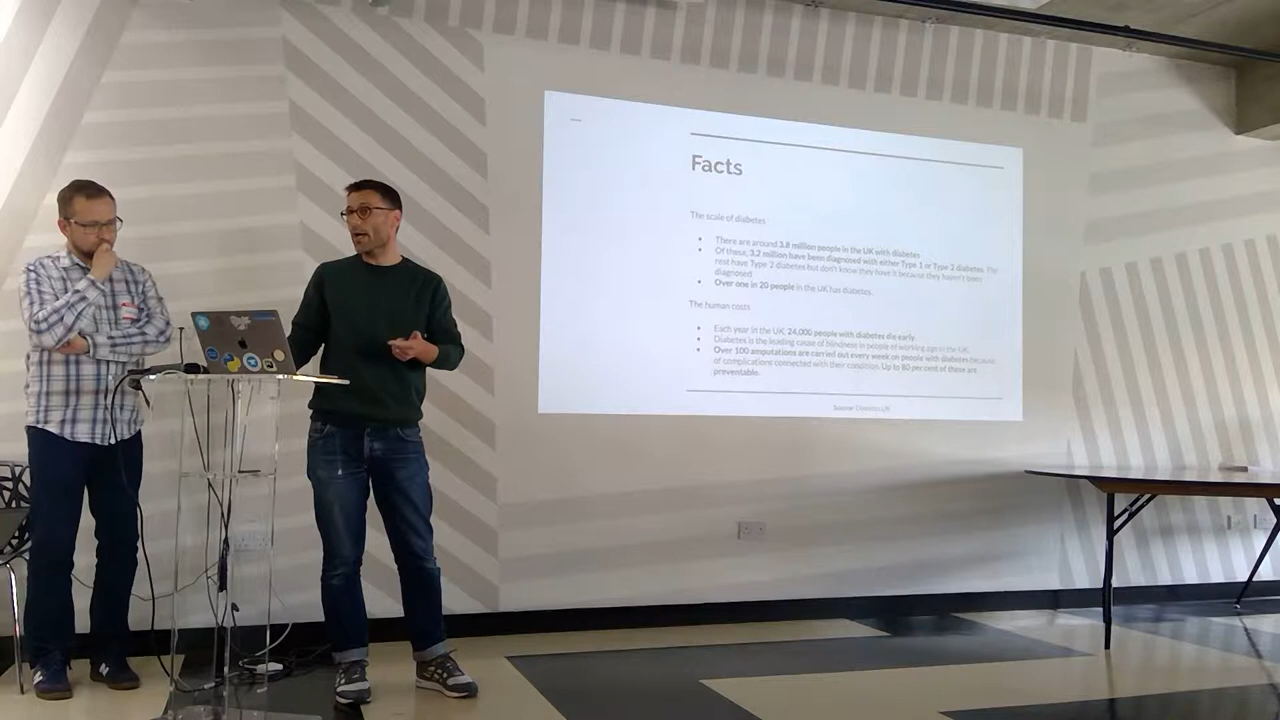 Facts
The scale of diabetes
There are around 3.8 million people in the UK with diabetes
Of these, 3.2 million have been diagnosed with either Type 1 or Type 2 diabetes. The
rest have Type 2 diabetes but don't know they have it because they haven't been
diagnosed
Over one in 20 people in the UK has diabetes.
The human costs
Each year in the UK, 24,000 people with diabetes die early.
Diabetes is the leading cause of blindness in people of working age in the UK.
Over 100 amputations are carried out every week on people with diabetes because
of complications connected with their condition. Up to 80 per cent of these are
preventable.
Source: Diabetes UK